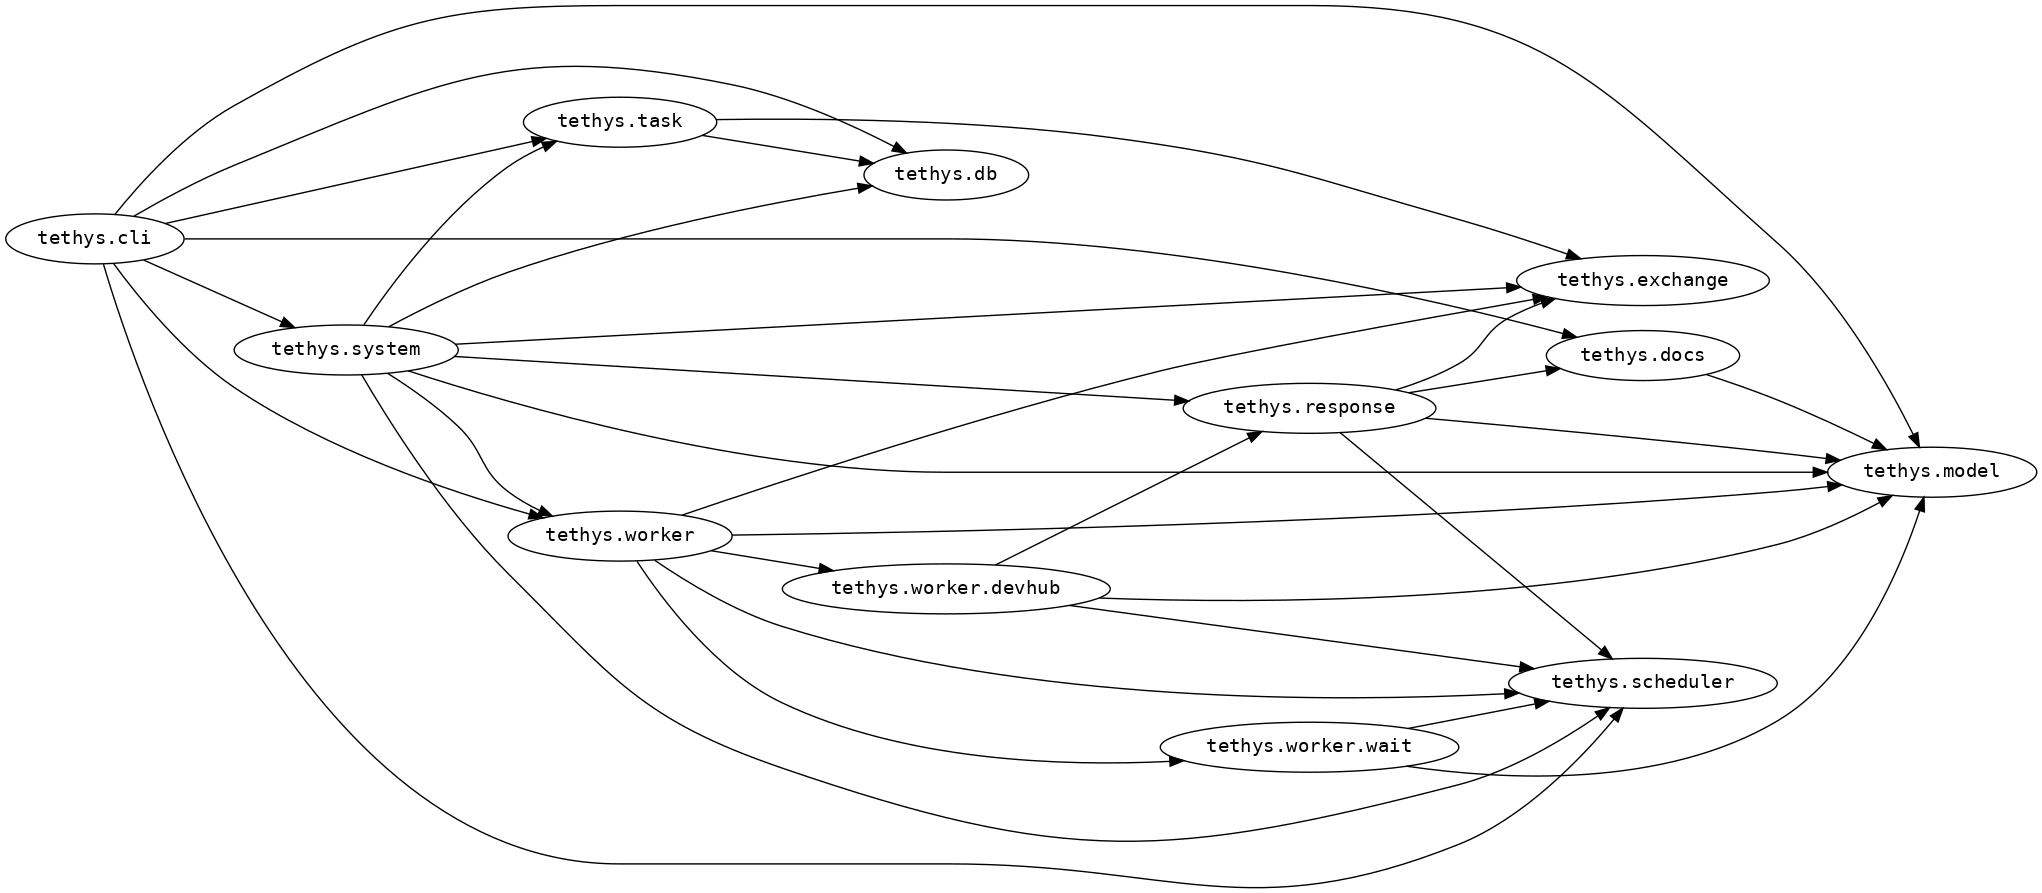 tethys.task
tethys.db
tethys.cli
tethys.exchange
tethys.system
tethys.docs
tethys.response
tethys.model
tethys.worker
tethys.worker.devhub
tethys.scheduler
tethys.worker.wait